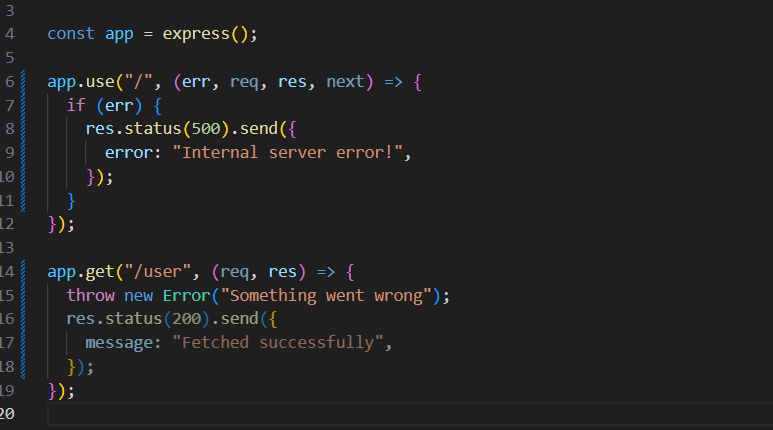 3
4 const app = express();
5
6 app.use("/", (err, req, res, next) => {
7 if (err) {
8 res.status(500).send({
9 error: "Internal server error!",
10 });
11 }
12 });
13
14 app.get("/user", (req, res) => {
15 throw new Error("Something went wrong");
16 res.status(200).send({
17 message: "Fetched successfully",
18 });
19 });
20